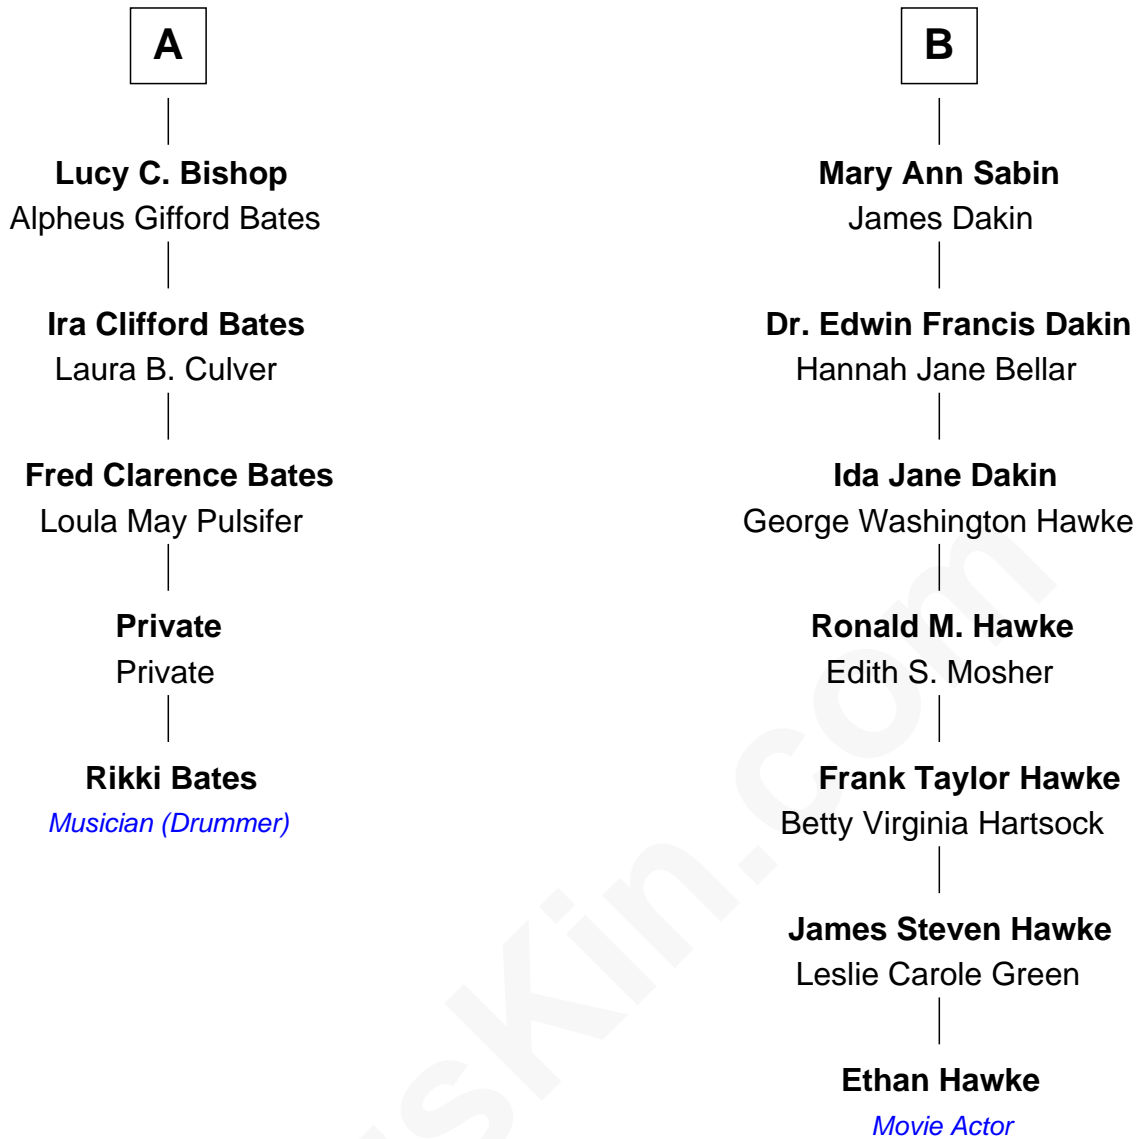 A
Lucy C. Bishop
Alpheus Gifford Bates
Ira Clifford Bates
Laura B. Culver
Fred Clarence Bates
Loula May Pulsifer
Private
Private
Rikki Bates
Musician (Drummer)
B
Mary Ann Sabin
James Dakin
Dr. Edwin Francis Dakin
Hannah Jane Bellar
Ida Jane Dakin
George Washington Hawke
Ronald M. Hawke
Edith S. Mosher
Frank Taylor Hawke
Betty Virginia Hartsock
James Steven Hawke
Leslie Carole Green
Ethan Hawke
Movie Actor
sKin.com